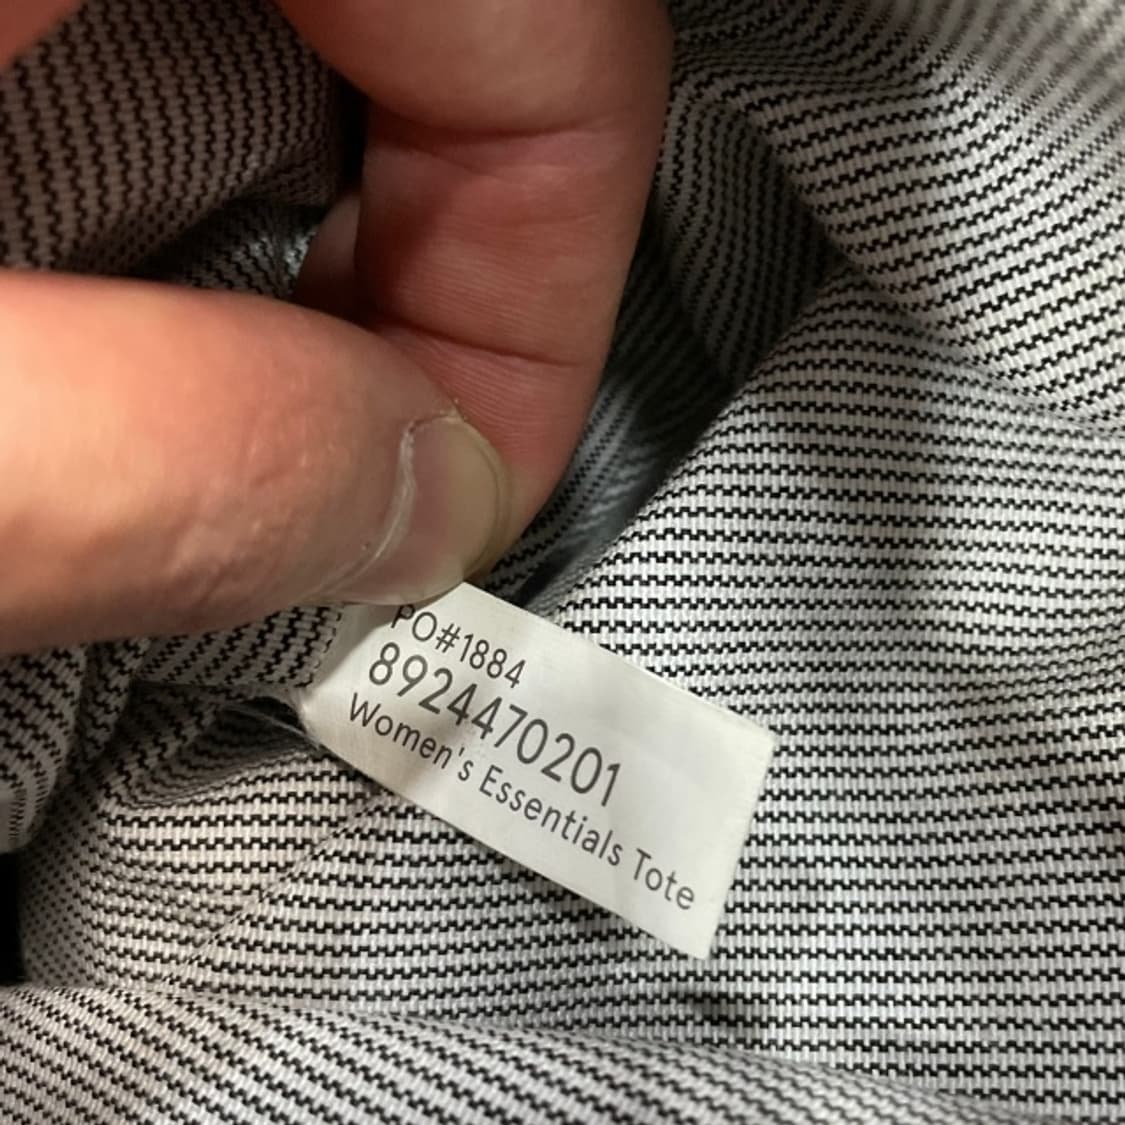 PO#1884
8924470201
Women's Essentials Tote